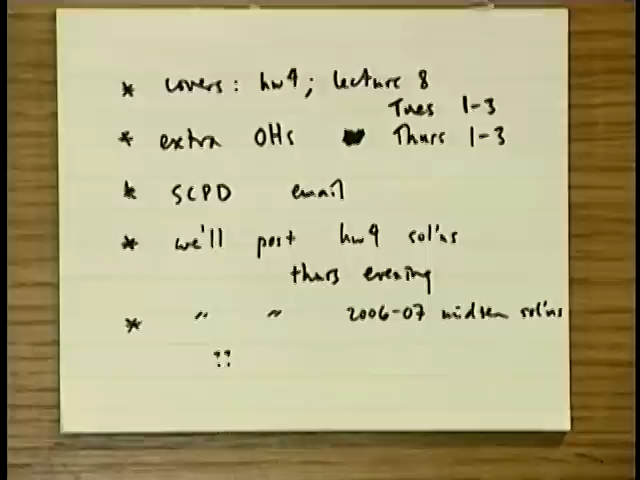 * covers: hw4; lecture 8
Tues 1-3
* extra OHs Thurs 1-3
* SCPD email
* we'll post hw4 sol'ns
thurs evening
* " " 2006-07 midterm sol'ns